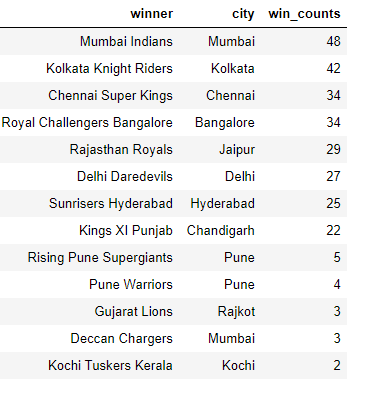 winner city win_counts
Mumbai Indians Mumbai 48
Kolkata Knight Riders Kolkata 42
Chennai Super Kings Chennai 34
Royal Challengers Bangalore Bangalore 34
Rajasthan Royals Jaipur 29
Delhi Daredevils Delhi 27
Sunrisers Hyderabad Hyderabad 25
Kings XI Punjab Chandigarh 22
Rising Pune Supergiants Pune 5
Pune Warriors Pune 4
Gujarat Lions Rajkot 3
Deccan Chargers Mumbai 3
Kochi Tuskers Kerala Kochi 2